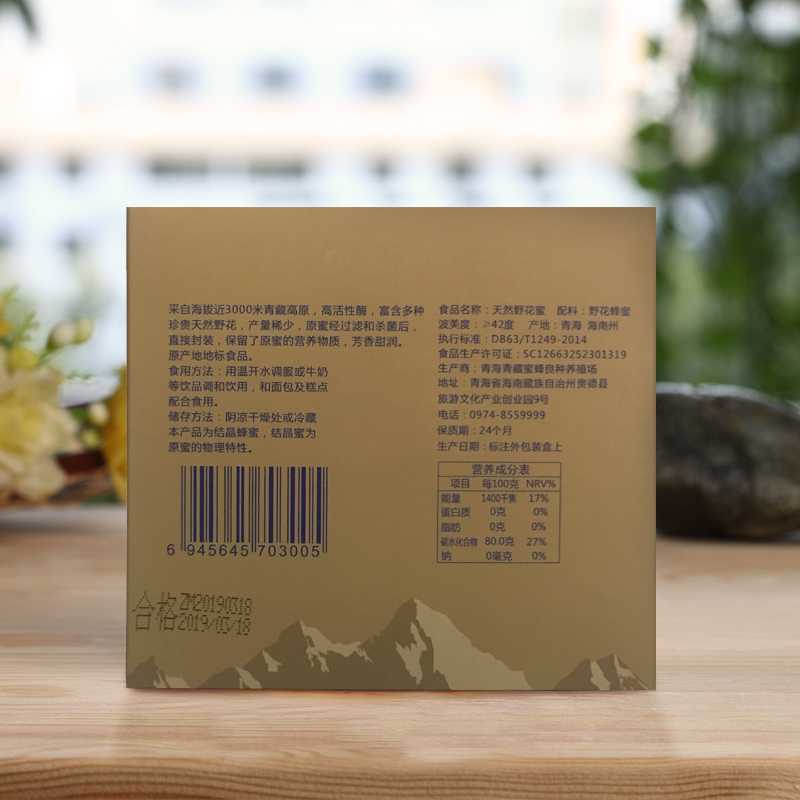 采自海拔近3000米青藏高原，高活性酶，富含多种
珍贵天然野花，产量稀少，原蜜经过滤和杀菌后，
直接封装，保留了原蜜的营养物质，芳香甜润。
原产地地标食品。
食用方法：用温开水调服或牛奶
等饮品调和饮用，和面包及糕点
配合食用。
储存方法：阴凉干燥处或冷藏
本产品为结晶蜂蜜，结晶蜜为
原蜜的物理特性。
6 945645 703005
合格 ZM20190318
2019/03/18
食品名称：天然野花蜜 配料：野花蜂蜜
波美度：≥42度 产地：青海 海南州
执行标准：DB63/T1249-2014
食品生产许可证：SC12663252301319
生产商：青海青藏蜜蜂良种养殖场
地址：青海省海南藏族自治州贵德县
旅游文化产业创业园9号
电话：0974-8559999
保质期：24个月
生产日期：标注外包装盒上
营养成分表
项目 每100克 NRV%
能量 1400千焦 17%
蛋白质 0克 0%
脂肪 0克 0%
碳水化合物 80.0克 27%
钠 0毫克 0%